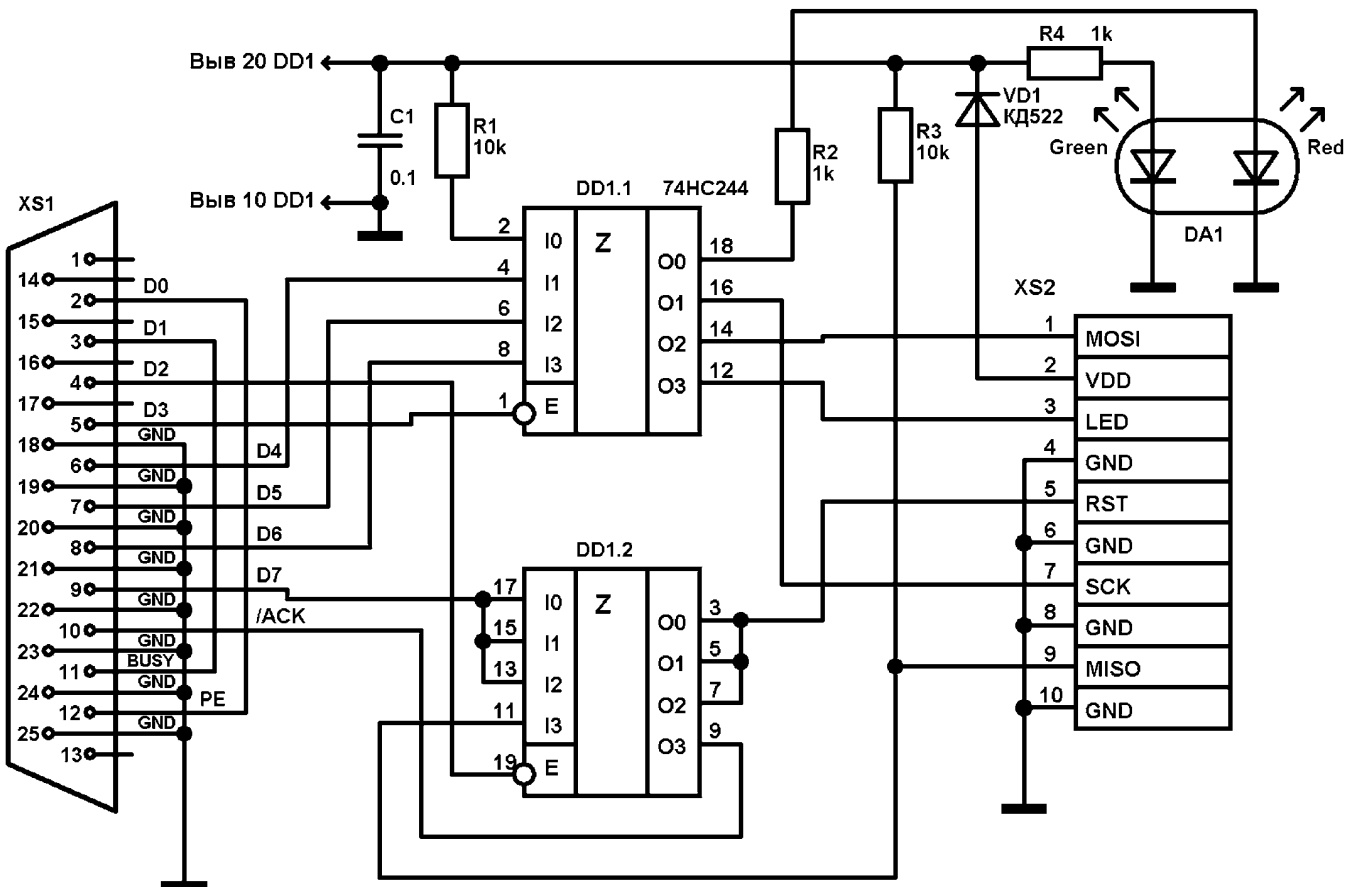 R4 1k
Выв 20 DD1
VD1
КД522
C1
R1
10k
R2
1k
R3
10k
Green
Red
0.1
DD1.1 74HC244
XS1
Выв 10 DD1
DA1
2 I0 Z O0 18
4 I1 O1 16
6 I2 O2 14
8 I3 O3 12
1 E
XS2
1 MOSI
2 VDD
3 LED
4 GND
5 RST
6 GND
7 SCK
8 GND
9 MISO
10 GND
1
14
2 D0
15
3 D1
16
4 D2
17
5 D3
18 GND
6 D4
19 GND
7 D5
20 GND
8 D6
21 GND
9 D7
22 GND
10 /ACK
23 GND
11 BUSY
24 GND
12 PE
25 GND
13
DD1.2
17 I0 Z O0 3
15 I1 O1 5
13 I2 O2 7
11 I3 O3 9
19 E